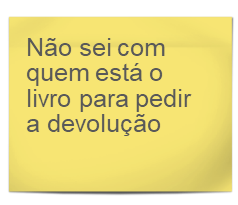 Não sei com
quem está o
livro para pedir
a devolução